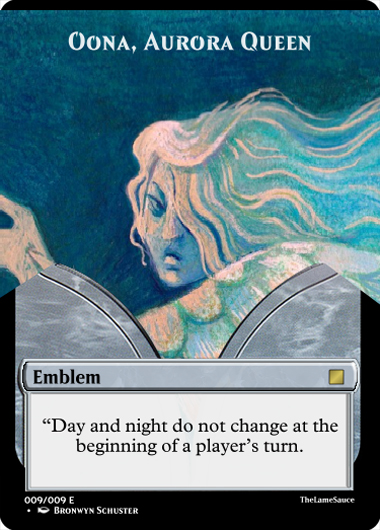 Oona, Aurora Queen
Emblem
“Day and night do not change at the
beginning of a player’s turn.
009/009 E
• Bronwyn Schuster
TheLameSauce